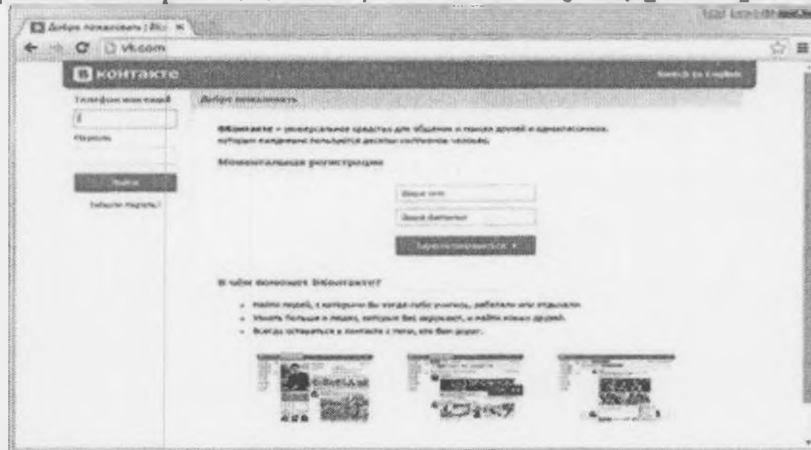 Добро пожаловать | ВКо
vk.com
В контакте
Switch to English
Телефон или email
Добро пожаловать
ВКонтакте – универсальное средство для общения и поиска друзей и одноклассников,
которым ежедневно пользуются десятки миллионов человек.
Пароль
Моментальная регистрация
Войти
Ваше имя
Забыли пароль?
Ваша фамилия
Зарегистрироваться
В чём поможет ВКонтакте?
Найти людей, с которыми Вы когда-либо учились, работали или отдыхали.
Узнать больше о людях, которые Вас окружают, и найти новых друзей.
Всегда оставаться в контакте с теми, кто Вам дорог.